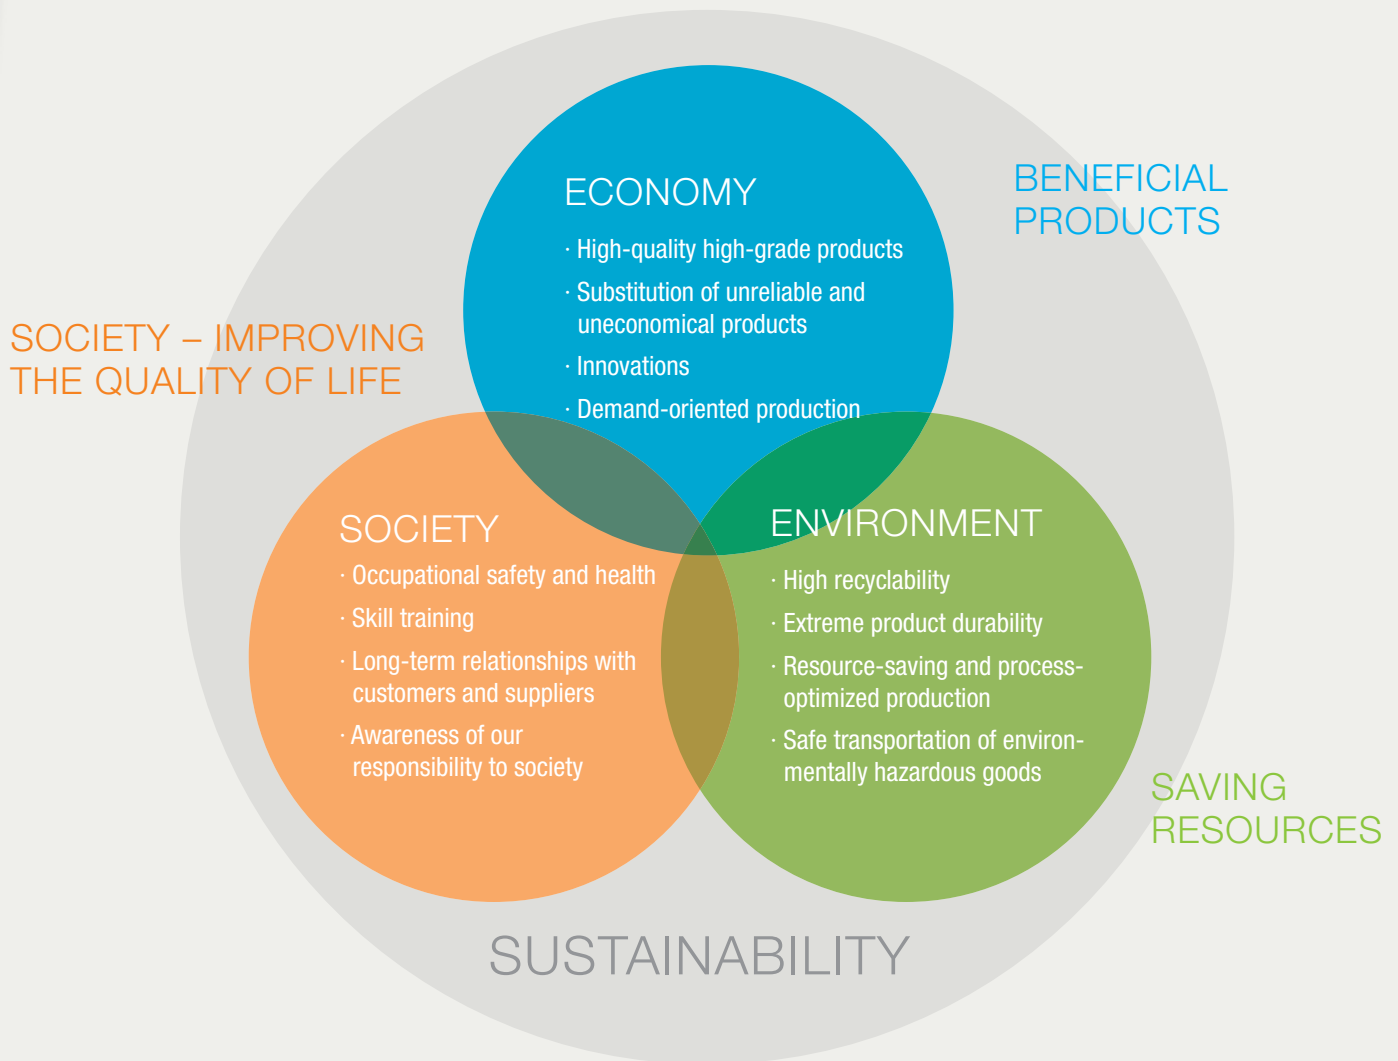 BENEFICIAL
PRODUCTS
ECONOMY
· High-quality high-grade products
· Substitution of unreliable and
uneconomical products
· Innovations
· Demand-oriented production
SOCIETY – IMPROVING
THE QUALITY OF LIFE
SOCIETY
· Occupational safety and health
· Skill training
· Long-term relationships with
customers and suppliers
· Awareness of our
responsibility to society
ENVIRONMENT
· High recyclability
· Extreme product durability
· Resource-saving and process-
optimized production
· Safe transportation of environ-
mentally hazardous goods
SAVING
RESOURCES
SUSTAINABILITY